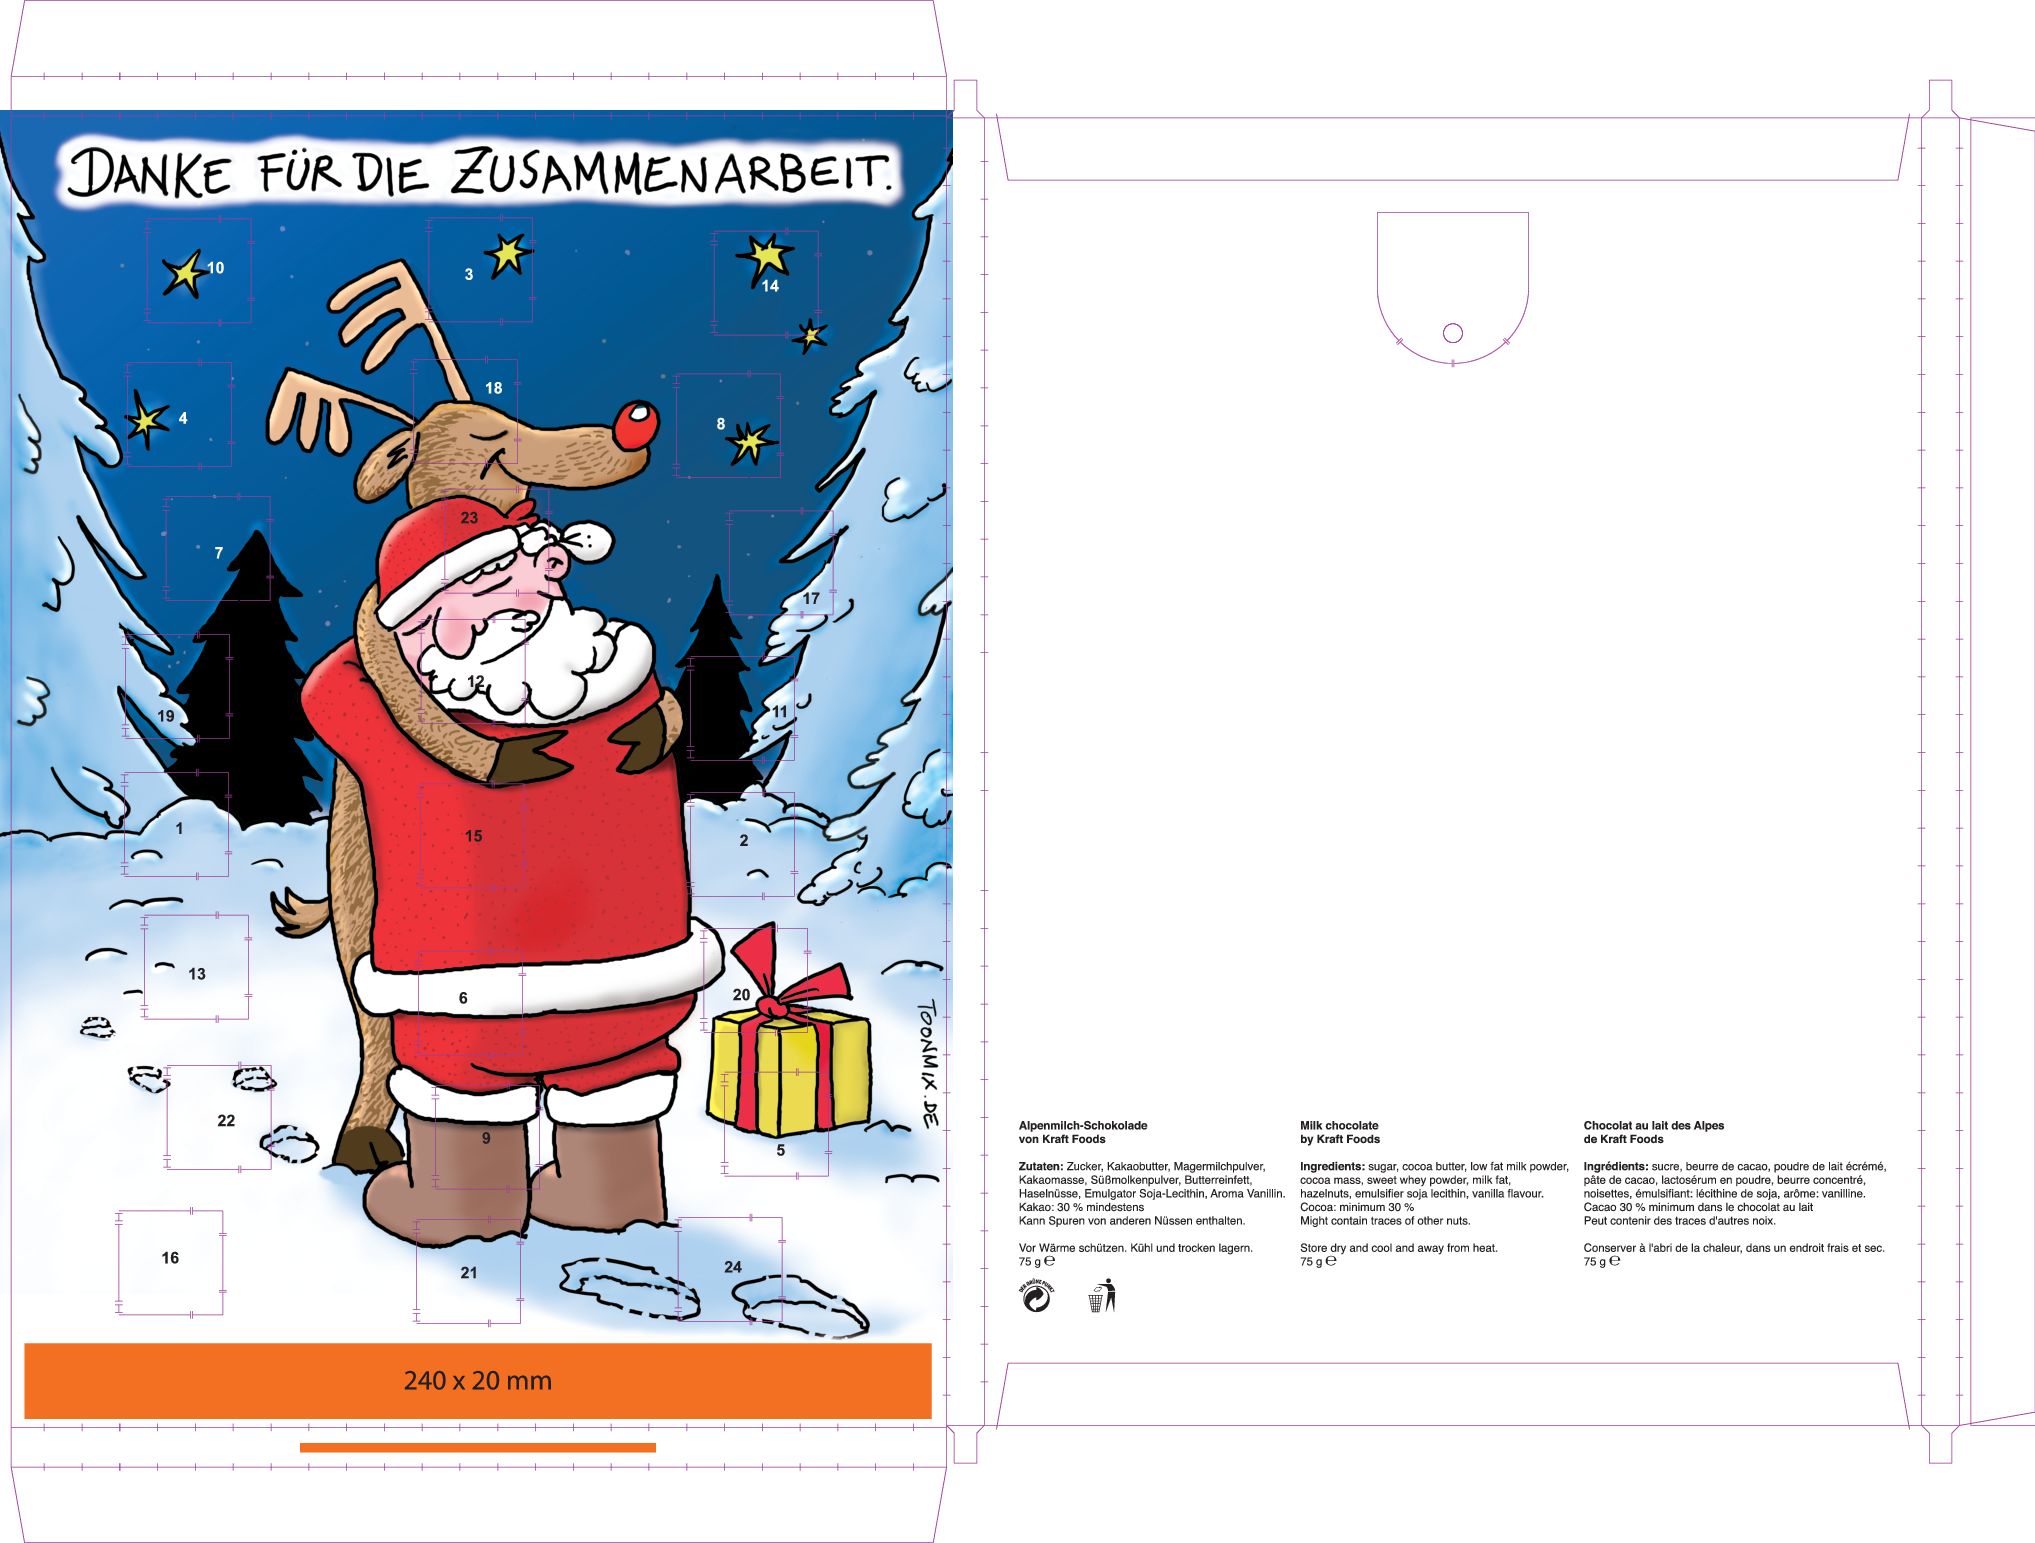 DANKE FÜR DIE ZUSAMMENARBEIT.
10
3
14
18
4
8
23
7
17
12
19
11
1
15
2
13
6
20
TOONMIX.DE
22
9
5
16
21
24
240 x 20 mm
Alpenmilch-Schokolade
von Kraft Foods
Zutaten: Zucker, Kakaobutter, Magermilchpulver,
Kakaomasse, Süßmolkenpulver, Butterreinfett,
Haselnüsse, Emulgator Soja-Lecithin, Aroma Vanillin.
Kakao: 30 % mindestens
Kann Spuren von anderen Nüssen enthalten.
Vor Wärme schützen. Kühl und trocken lagern.
75 g ℮
DER GRÜNE PUNKT
Milk chocolate
by Kraft Foods
Ingredients: sugar, cocoa butter, low fat milk powder,
cocoa mass, sweet whey powder, milk fat,
hazelnuts, emulsifier soja lecithin, vanilla flavour.
Cocoa: minimum 30 %
Might contain traces of other nuts.
Store dry and cool and away from heat.
75 g ℮
Chocolat au lait des Alpes
de Kraft Foods
Ingrédients: sucre, beurre de cacao, poudre de lait écrémé,
pâte de cacao, lactosérum en poudre, beurre concentré,
noisettes, émulsifiant: lécithine de soja, arôme: vanilline.
Cacao 30 % minimum dans le chocolat au lait
Peut contenir des traces d'autres noix.
Conserver à l'abri de la chaleur, dans un endroit frais et sec.
75 g ℮